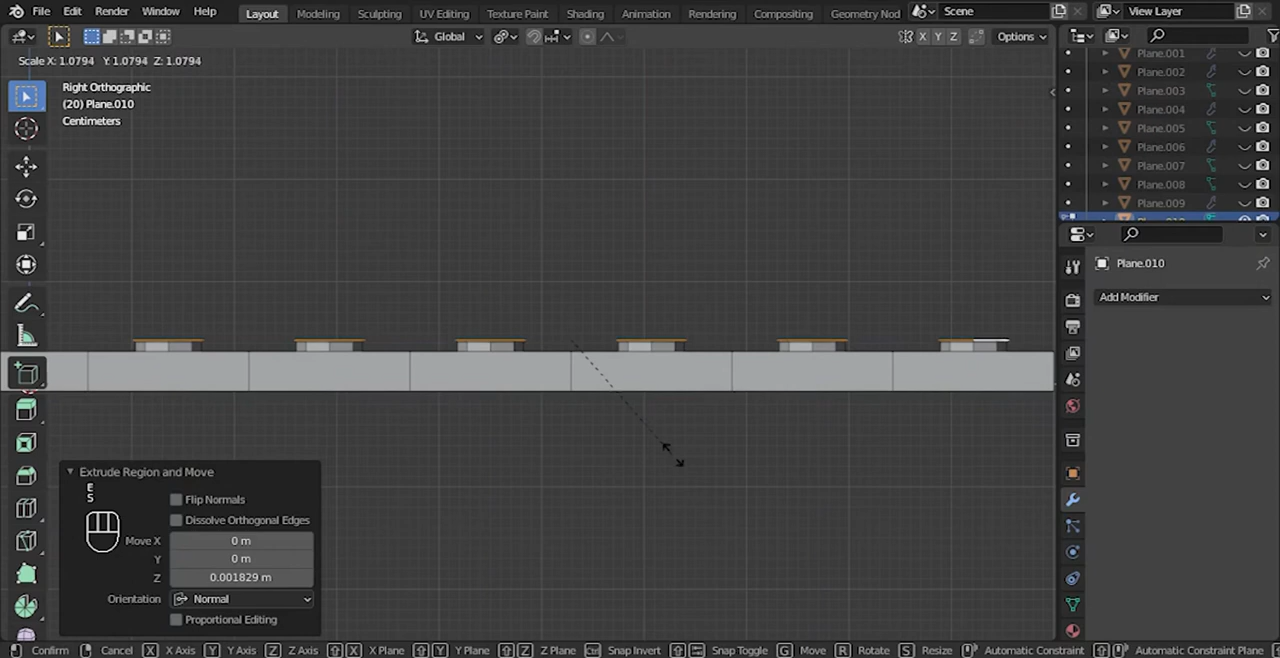 File Edit Render Window Help Layout Modeling Sculpting UV Editing Texture Paint Shading Animation Rendering Compositing Geometry Nod Scene View Layer
Global X Y Z Options
Scale X: 1.0794 Y: 1.0794 Z: 1.0794
Right Orthographic
(20) Plane.010
Centimeters
Plane.001
Plane.002
Plane.003
Plane.004
Plane.005
Plane.006
Plane.007
Plane.008
Plane.009
Plane.010
Add Modifier
Extrude Region and Move
E
S
Flip Normals
Dissolve Orthogonal Edges
Move X 0 m
Y 0 m
Z 0.001829 m
Orientation Normal
Proportional Editing
Confirm Cancel X X Axis Y Y Axis Z Z Axis X X Plane Y Y Plane Z Z Plane Ctrl Snap Invert Snap Toggle G Move R Rotate S Resize Automatic Constraint Automatic Constraint Plane